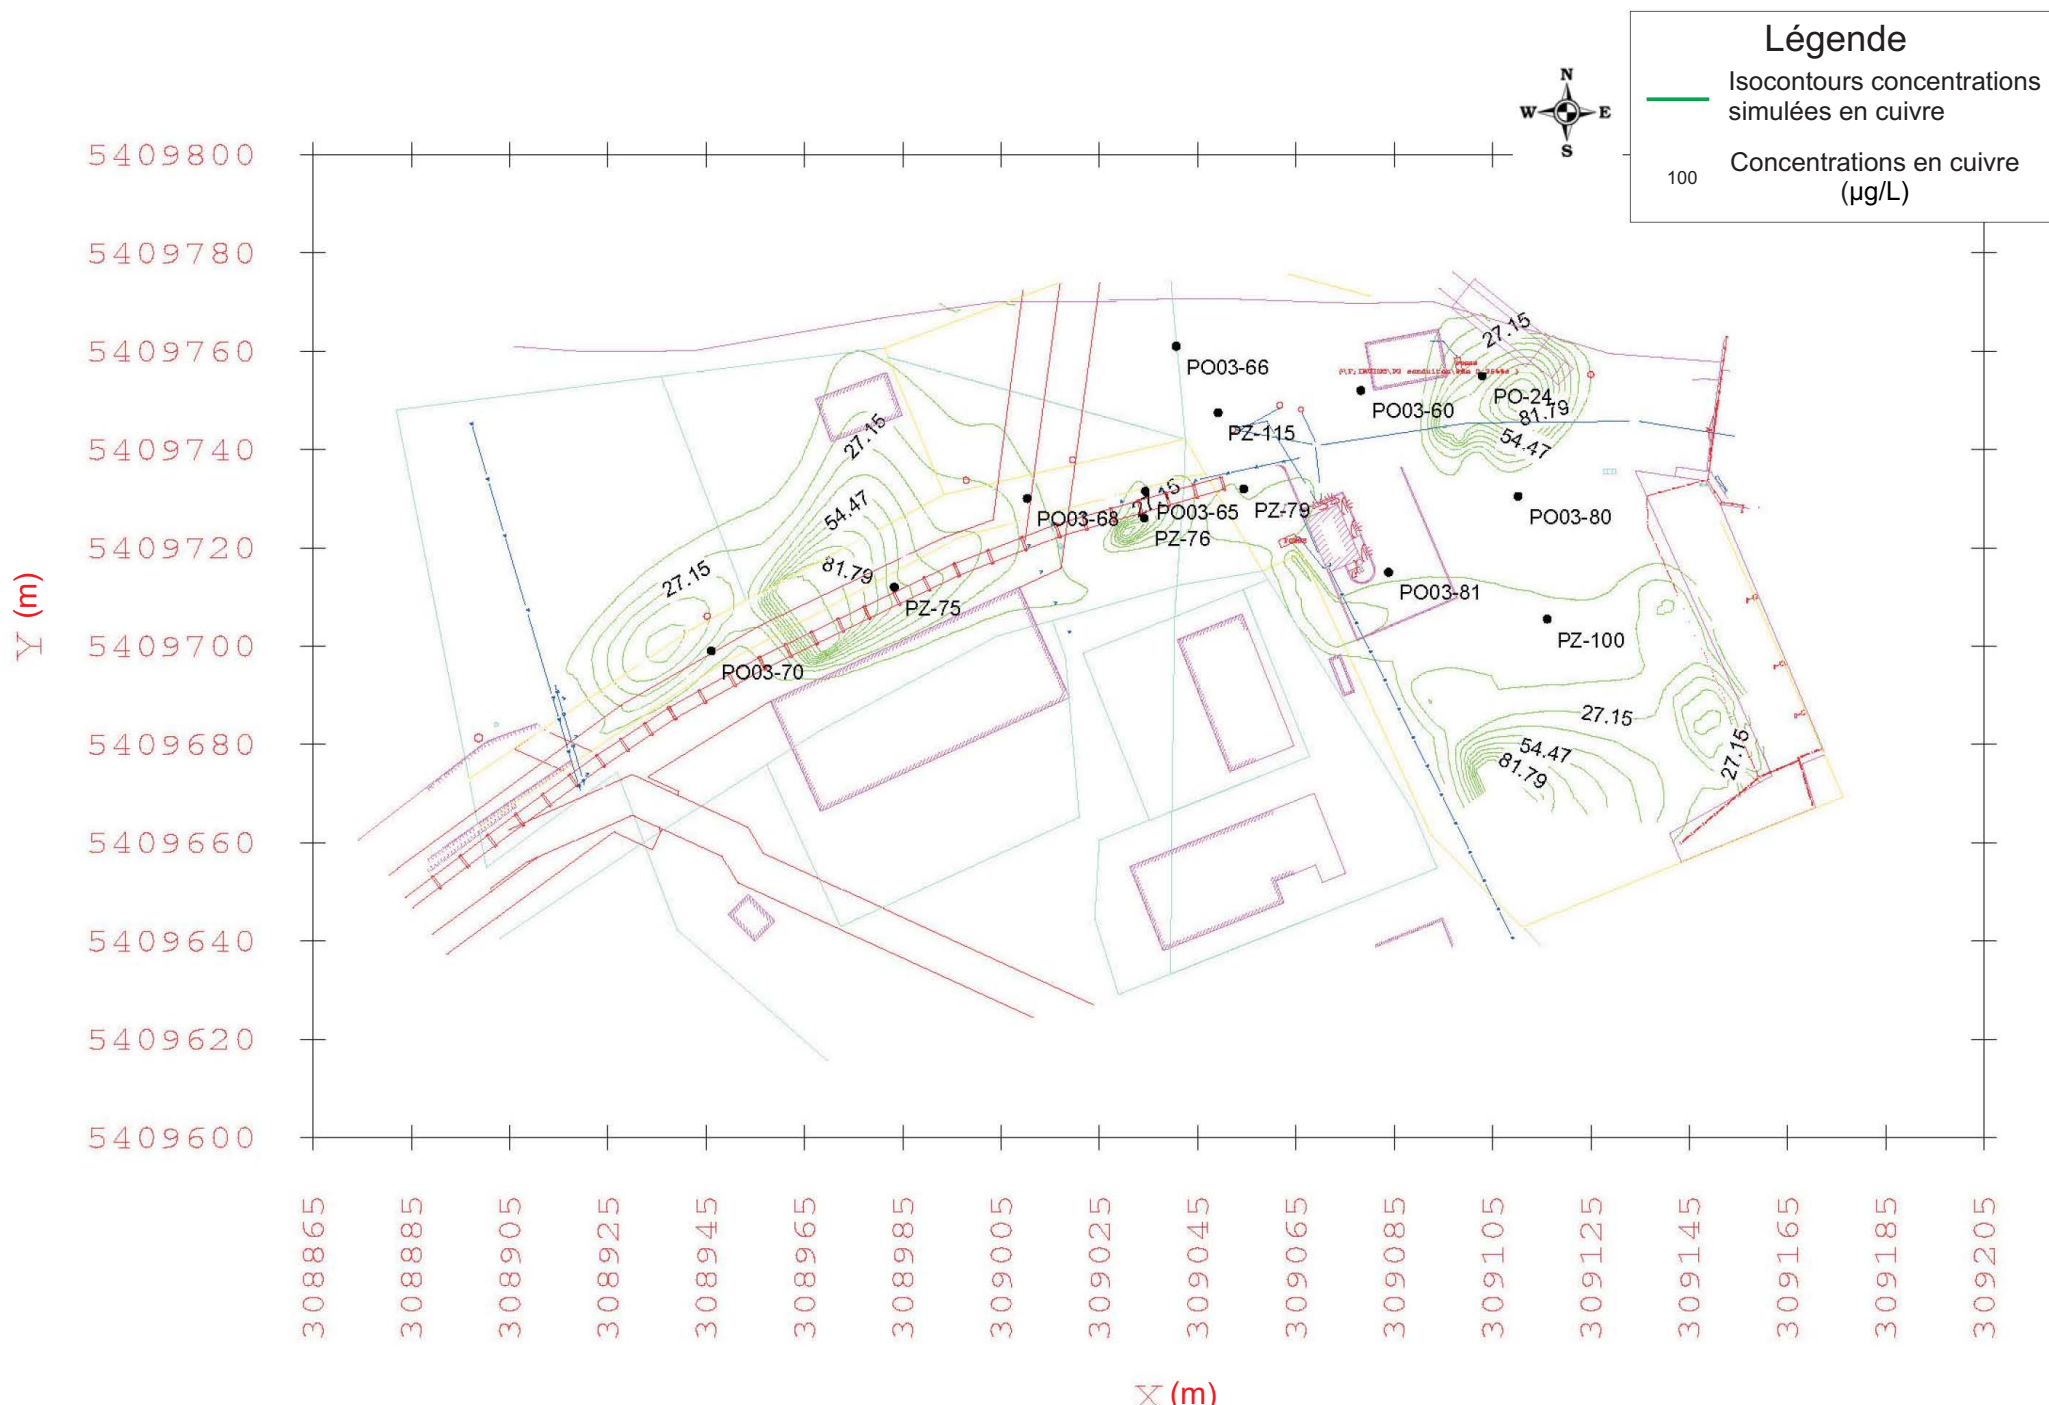 Légende
Isocontours concentrations
simulées en cuivre
100
Concentrations en cuivre
(µg/L)
N
W E
S
5409800
5409780
5409760
5409740
5409720
5409700
5409680
5409660
5409640
5409620
5409600
Y (m)
27.15
PO03-66
PO-24
PO03-60
81.79
PZ-115
27.15
54.47
27.15
54.47
PO03-68
PO03-65
PZ-79
PO03-80
PZ-76
81.79
27.15
PZ-75
PO03-81
PZ-100
PO03-70
27.15
54.47
27.15
81.79
308865
308885
308905
308925
308945
308965
308985
309005
309025
309045
309065
309085
309105
309125
309145
309165
309185
309205
X (m)